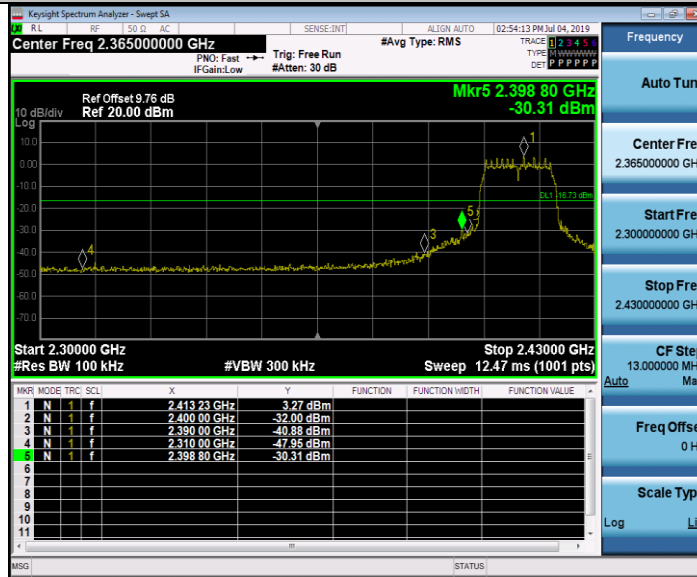 Keysight Spectrum Analyzer - Swept SA
RL RF 50 Ω AC SENSE:INT ALIGN AUTO 02:54:13 PM Jul 04, 2019
Center Freq 2.365000000 GHz
#Avg Type: RMS
TRACE 1 2 3 4 5 6
TYPE M
DET P P P P P P
PNO: Fast
IFGain:Low
Trig: Free Run
#Atten: 30 dB
Ref Offset 9.76 dB
Ref 20.00 dBm
10 dB/div
Log
Mkr5 2.398 80 GHz
-30.31 dBm
10.0
0.00
-10.0
-20.0
-30.0
-40.0
-50.0
-60.0
-70.0
1
DL1 -16.73 dBm
5
3
4
Start 2.30000 GHz
Stop 2.43000 GHz
#Res BW 100 kHz
#VBW 300 kHz
Sweep 12.47 ms (1001 pts)
MKR MODE TRC SCL X Y FUNCTION FUNCTION WIDTH FUNCTION VALUE
1 N 1 f 2.413 23 GHz 3.27 dBm
2 N 1 f 2.400 00 GHz -32.00 dBm
3 N 1 f 2.390 00 GHz -40.88 dBm
4 N 1 f 2.310 00 GHz -47.95 dBm
5 N 1 f 2.398 80 GHz -30.31 dBm
6
7
8
9
10
11
MSG
STATUS
Frequency
Auto Tun
Center Fre
2.365000000 GH
Start Fre
2.300000000 GH
Stop Fre
2.430000000 GH
CF Ste
13.000000 MH
Auto Ma
Freq Offse
0 H
Scale Typ
Log Li